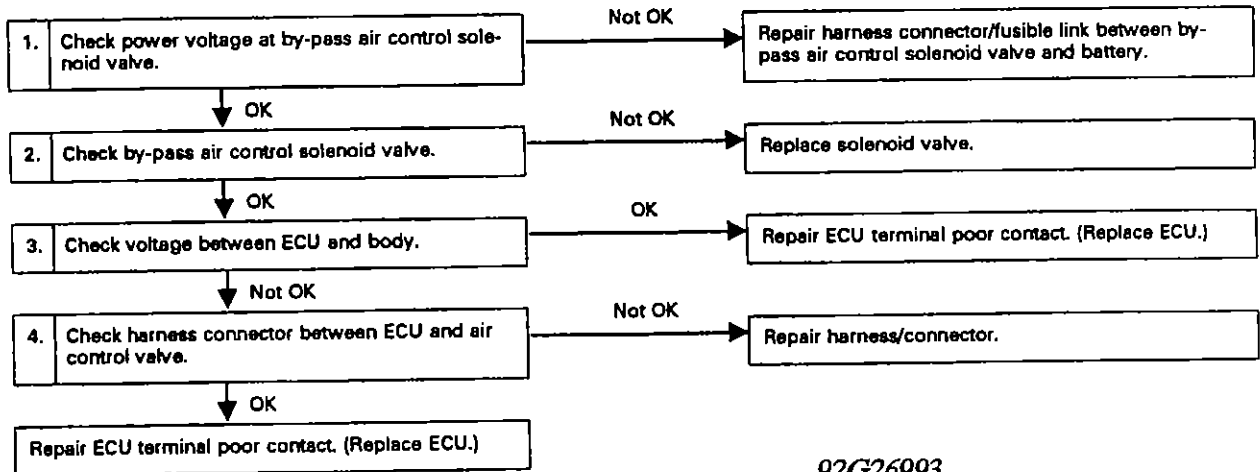 Not OK
1. Check power voltage at by-pass air control sole-
noid valve.
Repair harness connector/fusible link between by-
pass air control solenoid valve and battery.
OK
Not OK
2. Check by-pass air control solenoid valve.
Replace solenoid valve.
OK
OK
3. Check voltage between ECU and body.
Repair ECU terminal poor contact. (Replace ECU.)
Not OK
Not OK
4. Check harness connector between ECU and air
control valve.
Repair harness/connector.
OK
Repair ECU terminal poor contact. (Replace ECU.)
92G26993